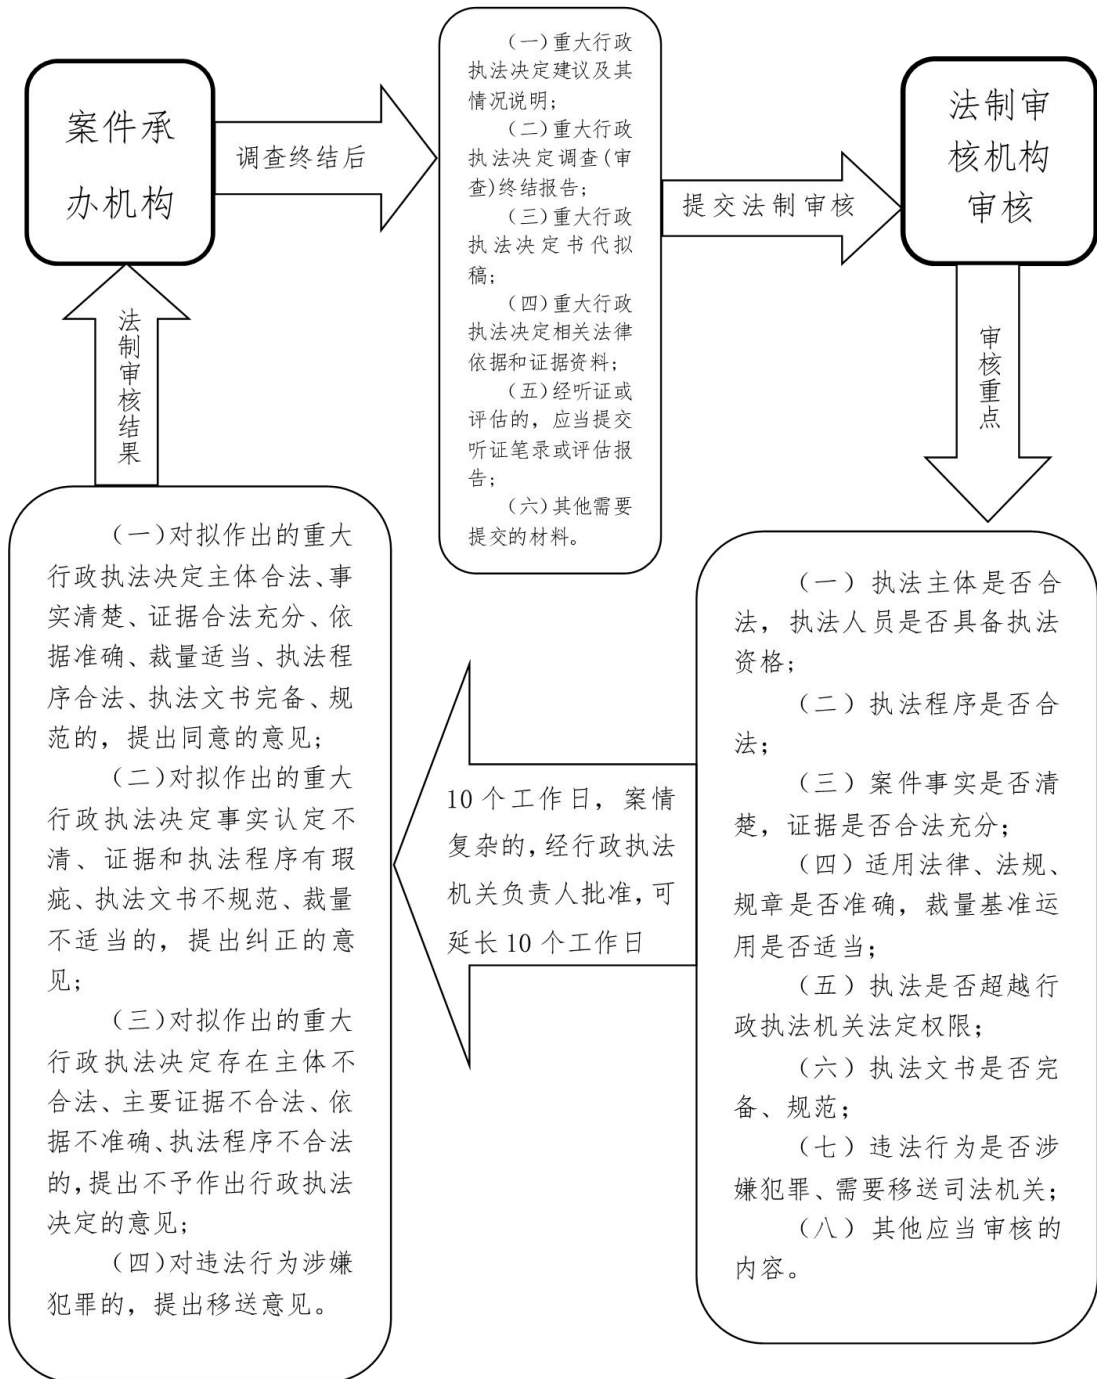 案件承
办机构
调查终结后
（一）重大行政
执法决定建议及其
情况说明；
（二）重大行政
执法决定调查(审
查)终结报告；
（三）重大行政
执法决定书代拟
稿；
（四）重大行政
执法决定相关法律
依据和证据资料；
（五）经听证或
评估的，应当提交
听证笔录或评估报
告；
（六）其他需要
提交的材料。
提交法制审核
法制审
核机构
审核
审核重点
（一）执法主体是否合
法，执法人员是否具备执法
资格；
（二）执法程序是否合
法；
（三）案件事实是否清
楚，证据是否合法充分；
（四）适用法律、法规、
规章是否准确，裁量基准运
用是否适当；
（五）执法是否超越行
政执法机关法定权限；
（六）执法文书是否完
备、规范；
（七）违法行为是否涉
嫌犯罪、需要移送司法机关；
（八）其他应当审核的
内容。
10 个工作日，案情
复杂的，经行政执法
机关负责人批准，可
延长 10 个工作日
（一）对拟作出的重大
行政执法决定主体合法、事
实清楚、证据合法充分、依
据准确、裁量适当、执法程
序合法、执法文书完备、规
范的，提出同意的意见；
（二）对拟作出的重大
行政执法决定事实认定不
清、证据和执法程序有瑕
疵、执法文书不规范、裁量
不适当的，提出纠正的意
见；
（三）对拟作出的重大
行政执法决定存在主体不
合法、主要证据不合法、依
据不准确、执法程序不合法
的，提出不予作出行政执法
决定的意见；
（四）对违法行为涉嫌
犯罪的，提出移送意见。
法制审核结果